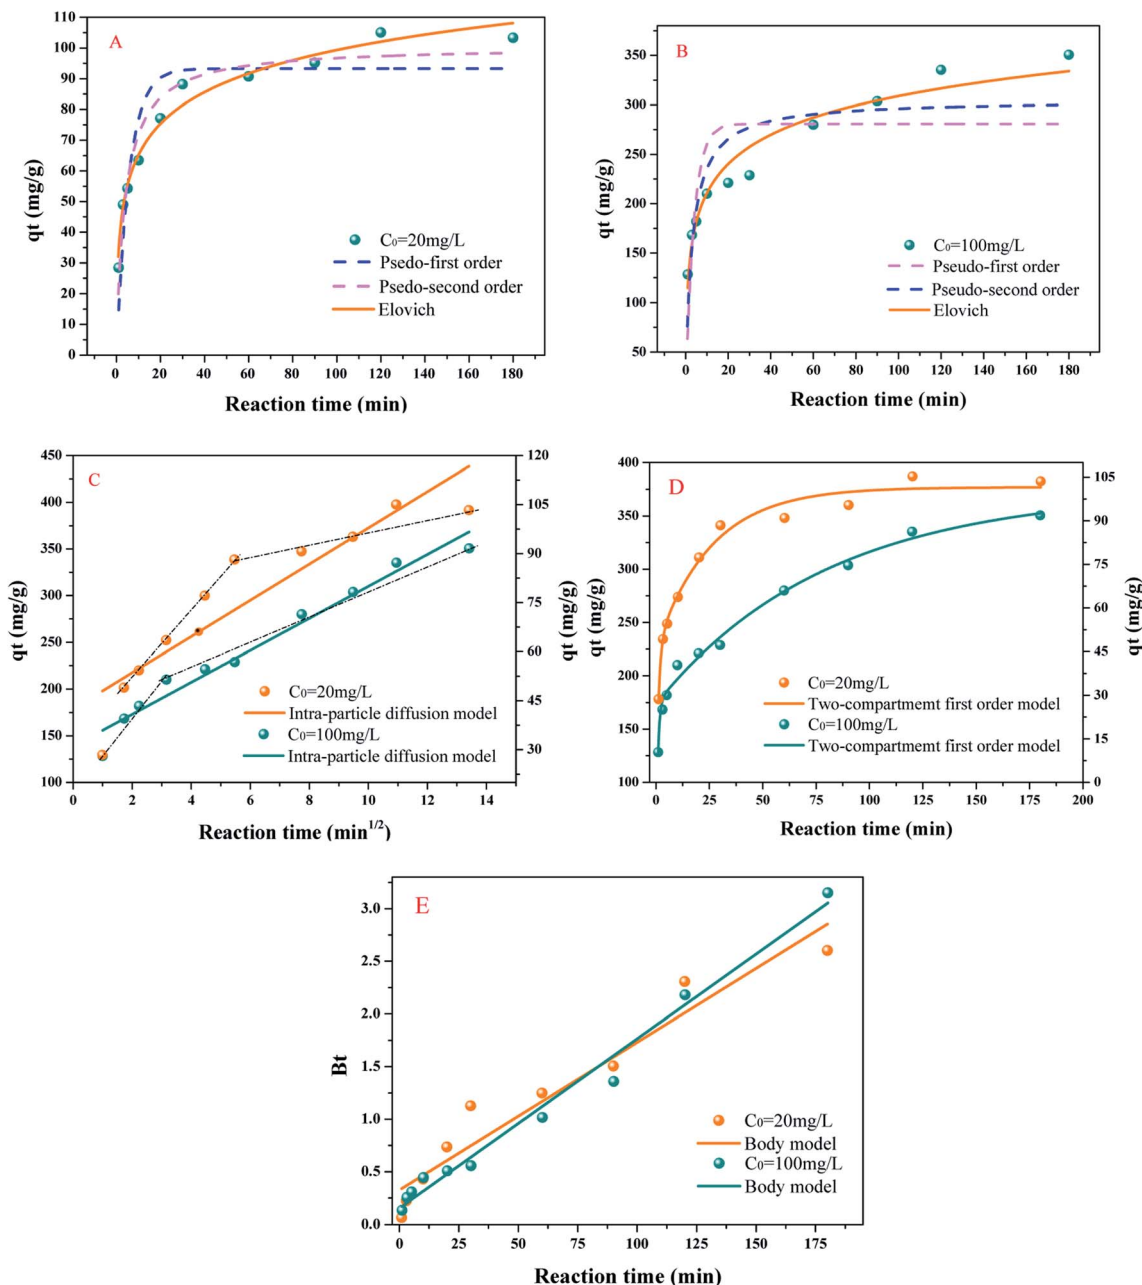 A
110
100
90
80
70
60
50
40
30
20
10
0
qt (mg/g)
C₀=20mg/L
Psedo-first order
Psedo-second order
Elovich
0 20 40 60 80 100 120 140 160 180
Reaction time (min)
B
350
300
250
200
150
100
50
qt (mg/g)
C₀=100mg/L
Pseudo-first order
Pseudo-second order
Elovich
0 20 40 60 80 100 120 140 160 180
Reaction time (min)
C
450
400
350
300
250
200
150
100
qt (mg/g)
120
105
90
75
60
45
30
qt (mg/g)
C₀=20mg/L
Intra-particle diffusion model
C₀=100mg/L
Intra-particle diffusion model
0 2 4 6 8 10 12 14
Reaction time (min^1/2)
D
400
350
300
250
200
150
100
qt (mg/g)
105
90
75
60
45
30
15
0
qt (mg/g)
C₀=20mg/L
Two-compartment first order model
C₀=100mg/L
Two-compartmemt first order model
0 25 50 75 100 125 150 175 200
Reaction time (min)
E
3.0
2.5
2.0
1.5
1.0
0.5
0.0
Bt
C₀=20mg/L
Body model
C₀=100mg/L
Body model
0 25 50 75 100 125 150 175
Reaction time (min)